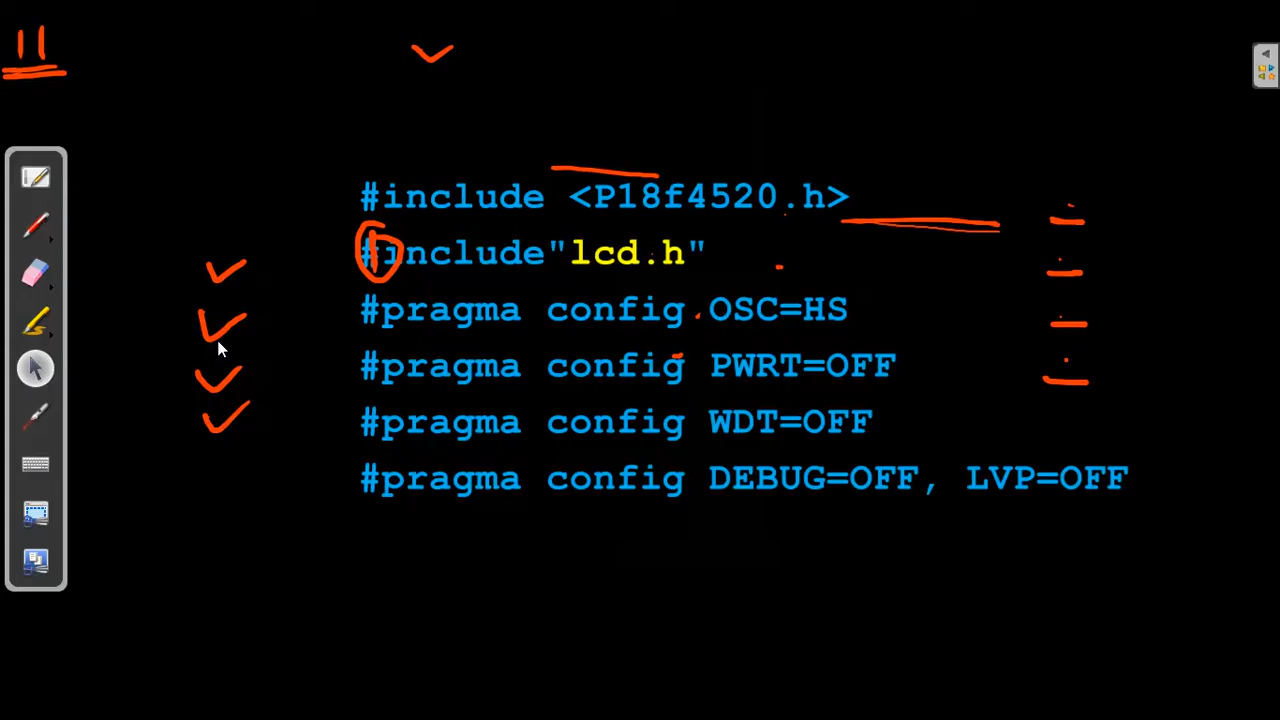 11
#include <P18f4520.h>
#include"lcd.h"
#pragma config OSC=HS
#pragma config PWRT=OFF
#pragma config WDT=OFF
#pragma config DEBUG=OFF, LVP=OFF